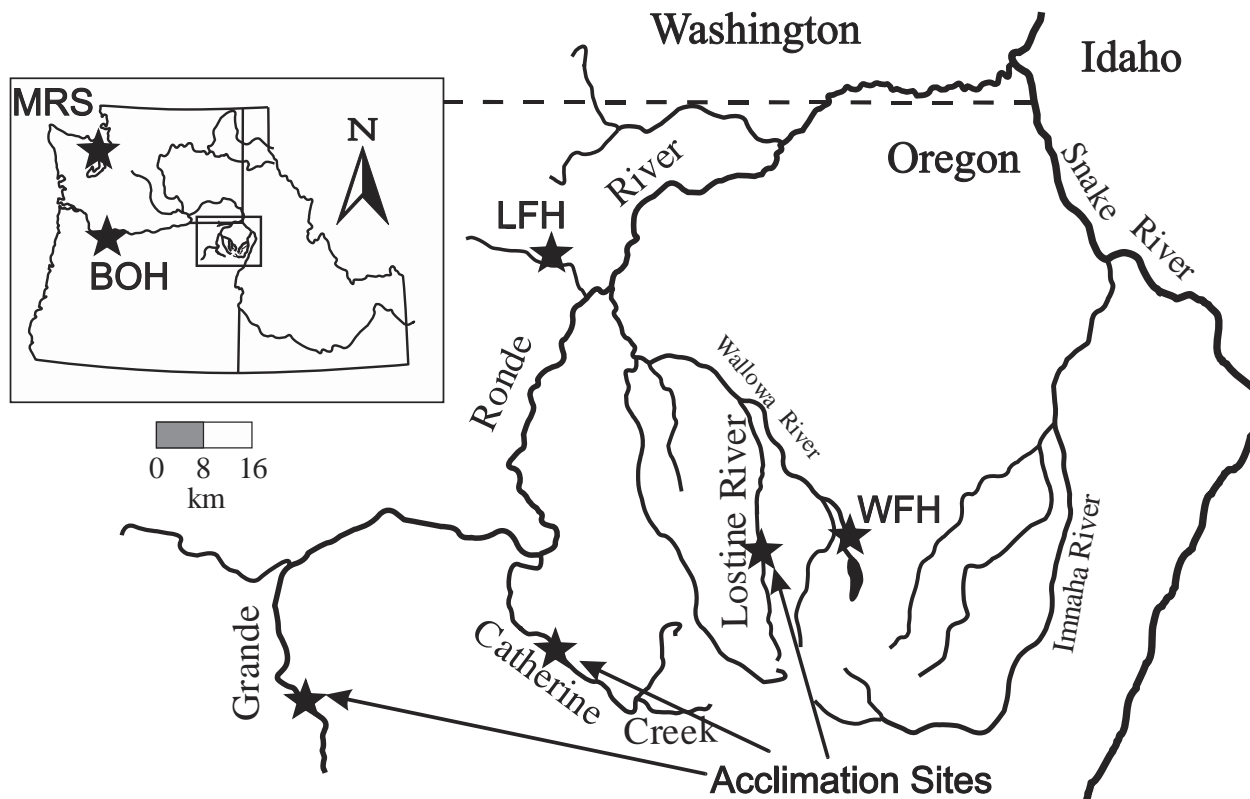 Washington
Idaho
MRS
N
Oregon
River
Snake River
LFH
BOH
Ronde
Wallowa River
0 8 16
km
Lostine River
WFH
Imnaha River
Grande
Catherine
Creek
Acclimation Sites